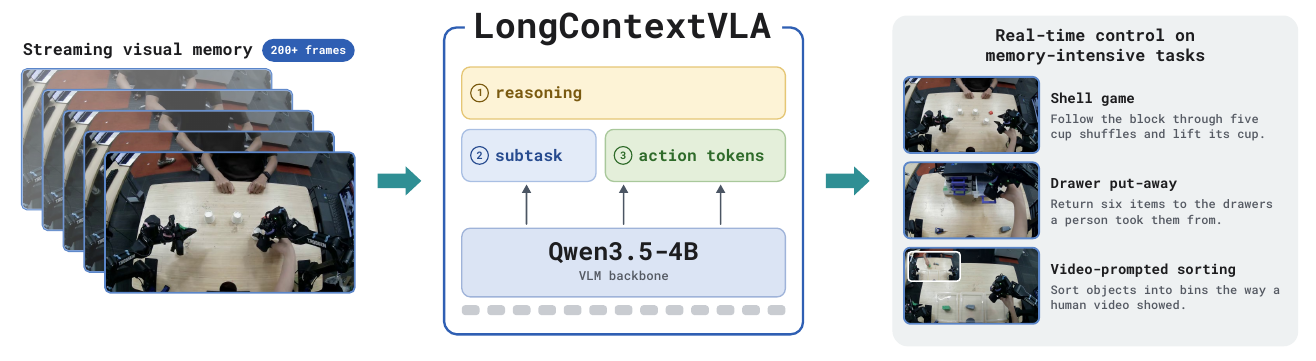 Streaming visual memory
200+ frames
LongContextVLA
1 reasoning
2 subtask
3 action tokens
Qwen3.5-4B
VLM backbone
Real-time control on
memory-intensive tasks
Shell game
Follow the block through five
cup shuffles and lift its cup.
Drawer put-away
Return six items to the drawers
a person took them from.
Video-prompted sorting
Sort objects into bins the way a
human video showed.